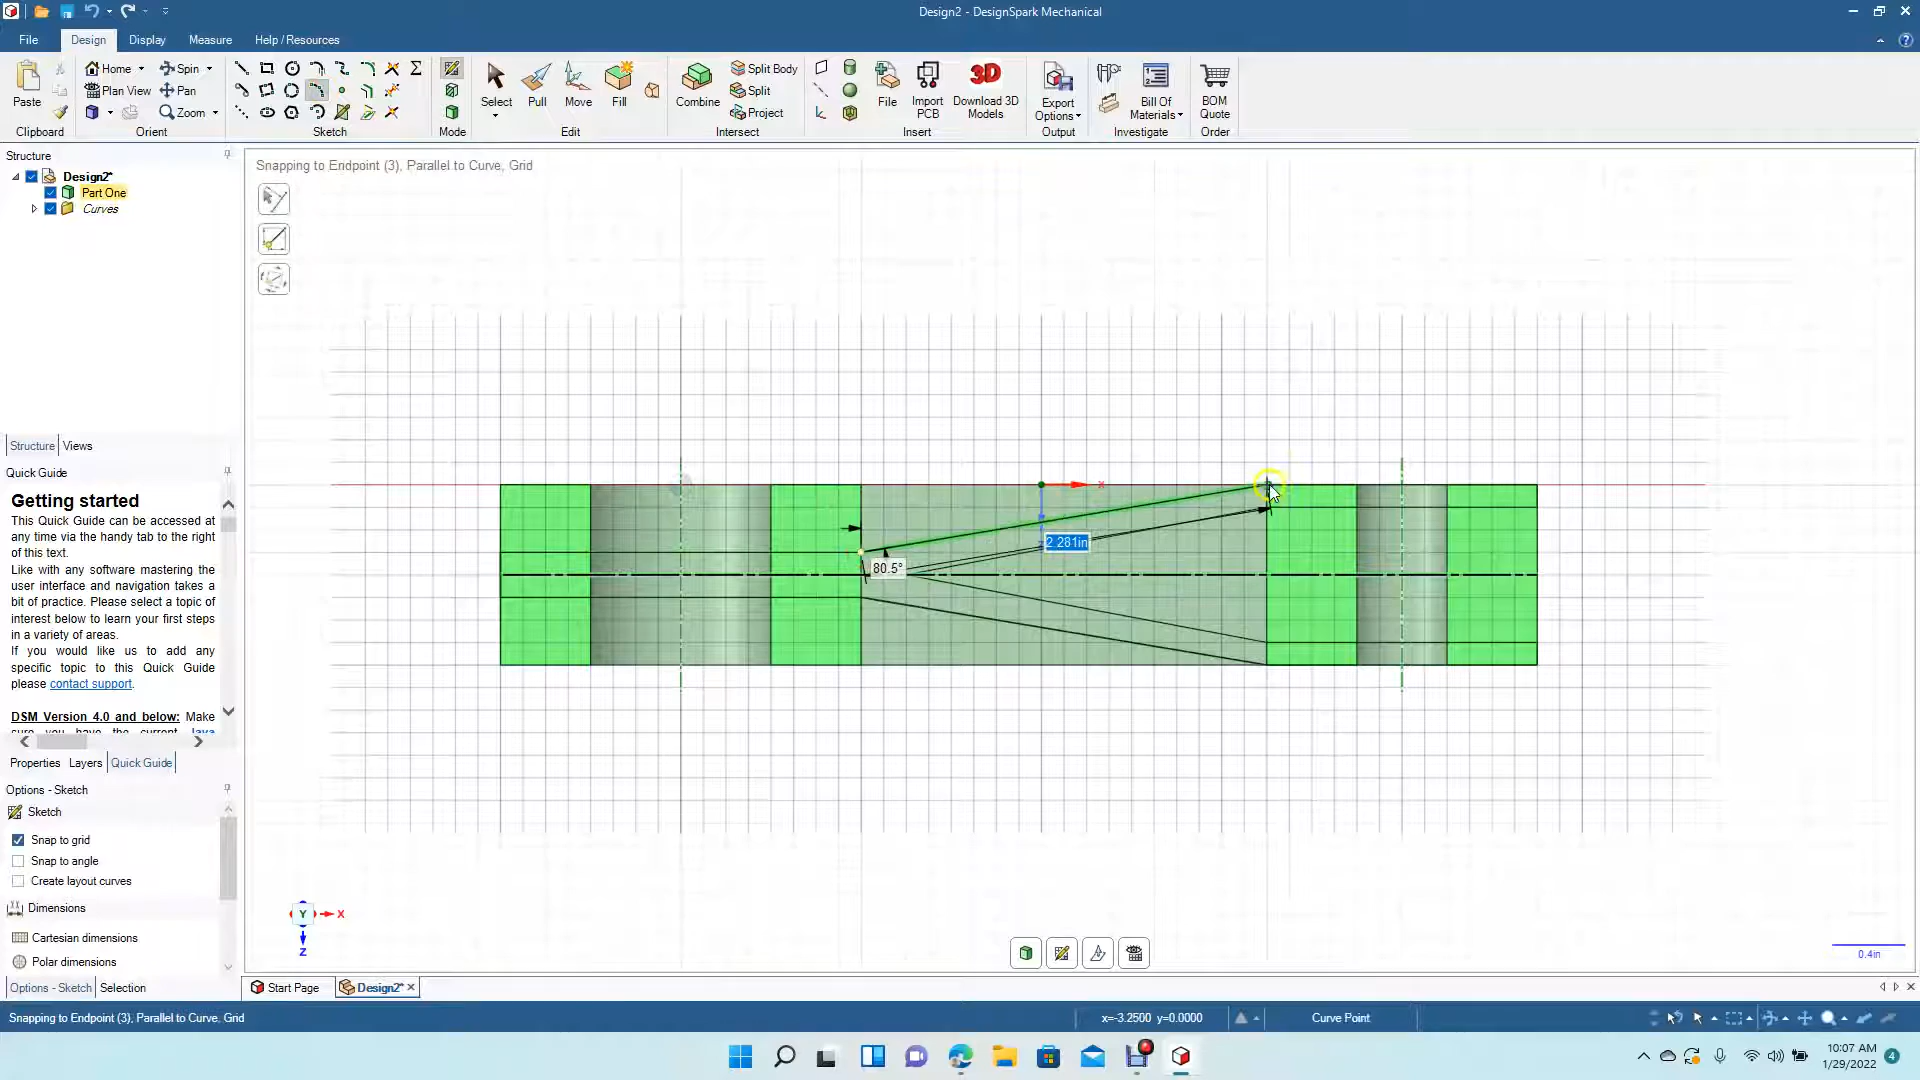 Design2 - DesignSpark Mechanical
File Design Display Measure Help / Resources
Paste
Home Spin
Plan View Pan
Zoom
Select Pull Move Fill
Combine
Split Body
Split
Project
File Import PCB Download 3D Models
3D
Export Options
Bill Of Materials
BOM Quote
Clipboard Orient Sketch Mode Edit Intersect Insert Output Investigate Order
Structure
Design2*
Part One
Curves
Structure Views
Snapping to Endpoint (3), Parallel to Curve, Grid
Quick Guide
Getting started
This Quick Guide can be accessed at
any time via the handy tab to the right
of this text.
Like with any software mastering the
user interface and navigation takes a
bit of practice. Please select a topic of
interest below to learn your first steps
in a variety of areas.
If you would like us to add any
specific topic to this Quick Guide
please contact support.
DSM Version 4.0 and below: Make
sure you have the current Java
Properties Layers Quick Guide
Options - Sketch
Sketch
Snap to grid
Snap to angle
Create layout curves
Dimensions
Cartesian dimensions
Polar dimensions
Options - Sketch Selection
x
2.281in
80.5°
Y X
Z
0.4in
Start Page Design2*
Snapping to Endpoint (3), Parallel to Curve, Grid
x=-3.2500 y=0.0000
Curve Point
10:07 AM
1/29/2022
4